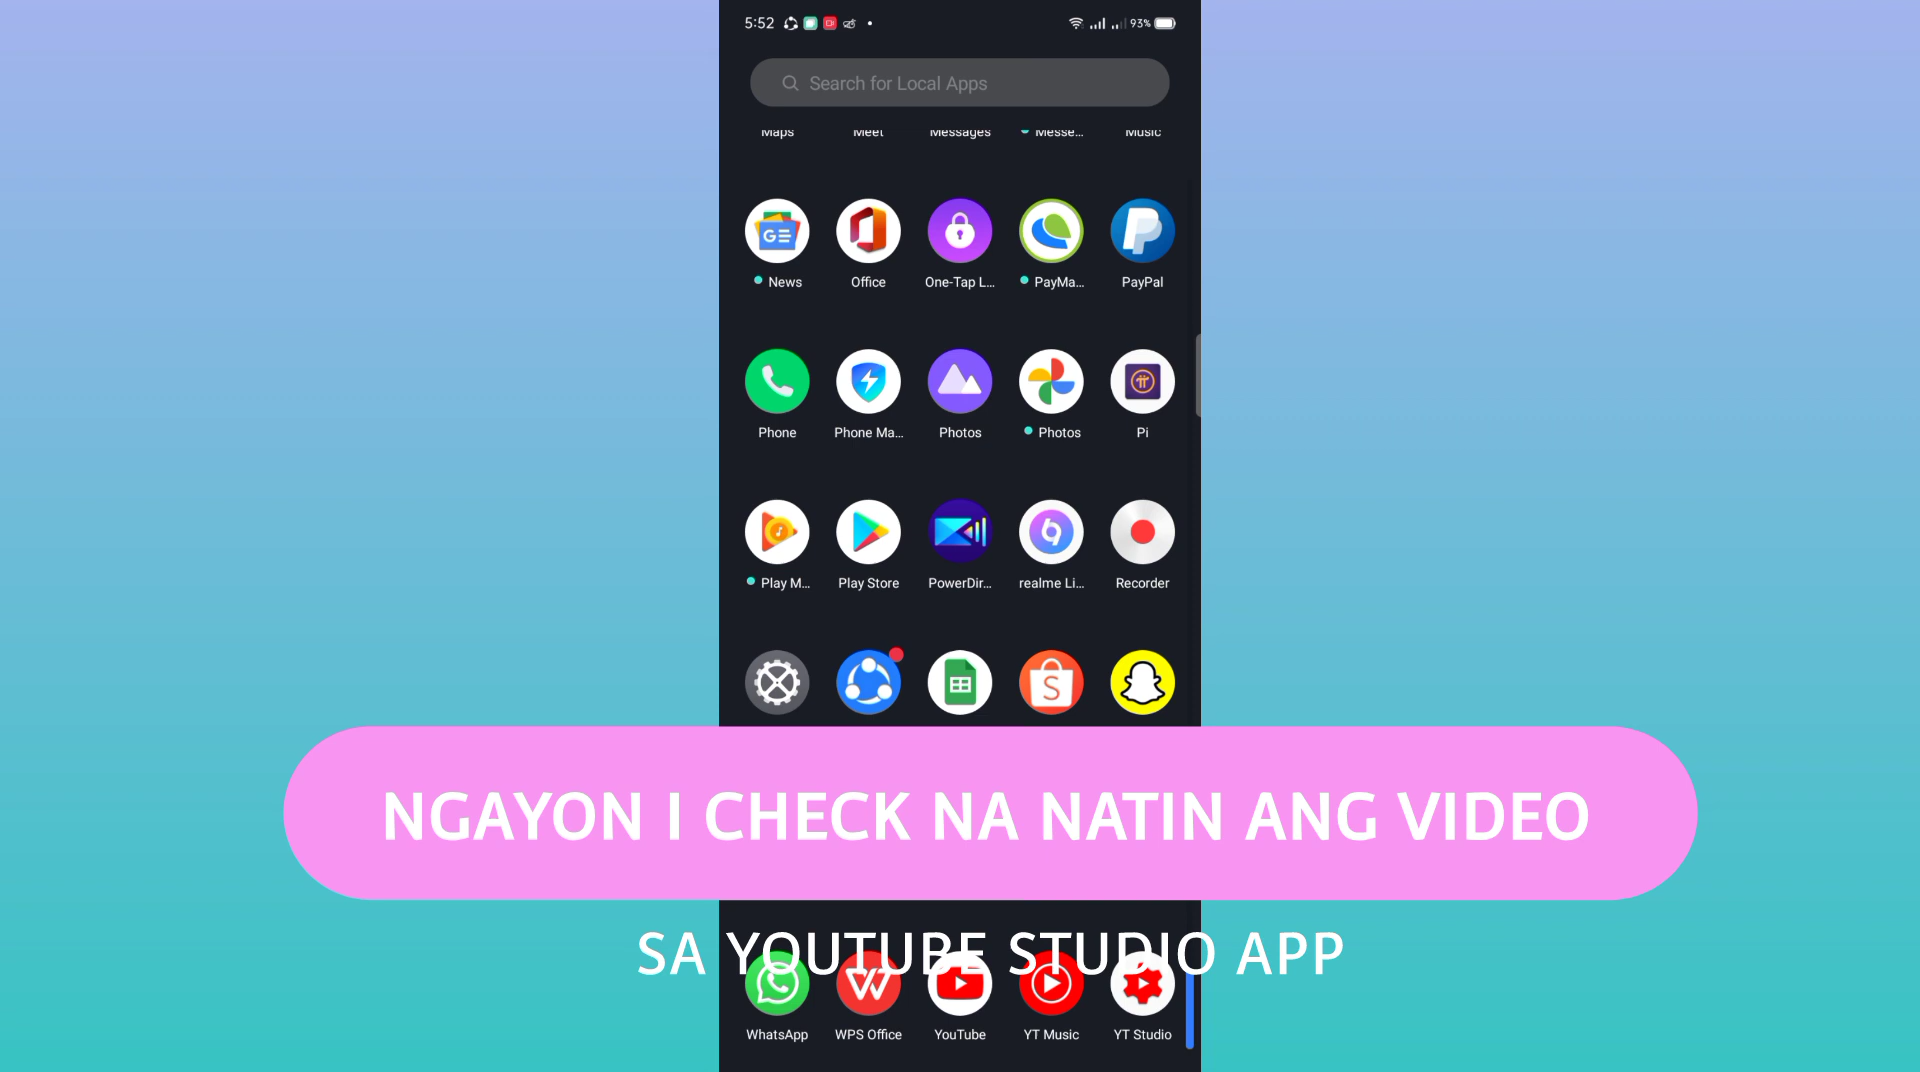 5:52
93%
Search for Local Apps
Maps Meet Messages Messe... Music
GE
News Office One-Tap L... PayMa... PayPal
Phone Phone Ma... Photos Photos Pi
Play M... Play Store PowerDir... realme Li... Recorder
S
NGAYON I CHECK NA NATIN ANG VIDEO
SA YOUTUBE STUDIO APP
WhatsApp WPS Office YouTube YT Music YT Studio